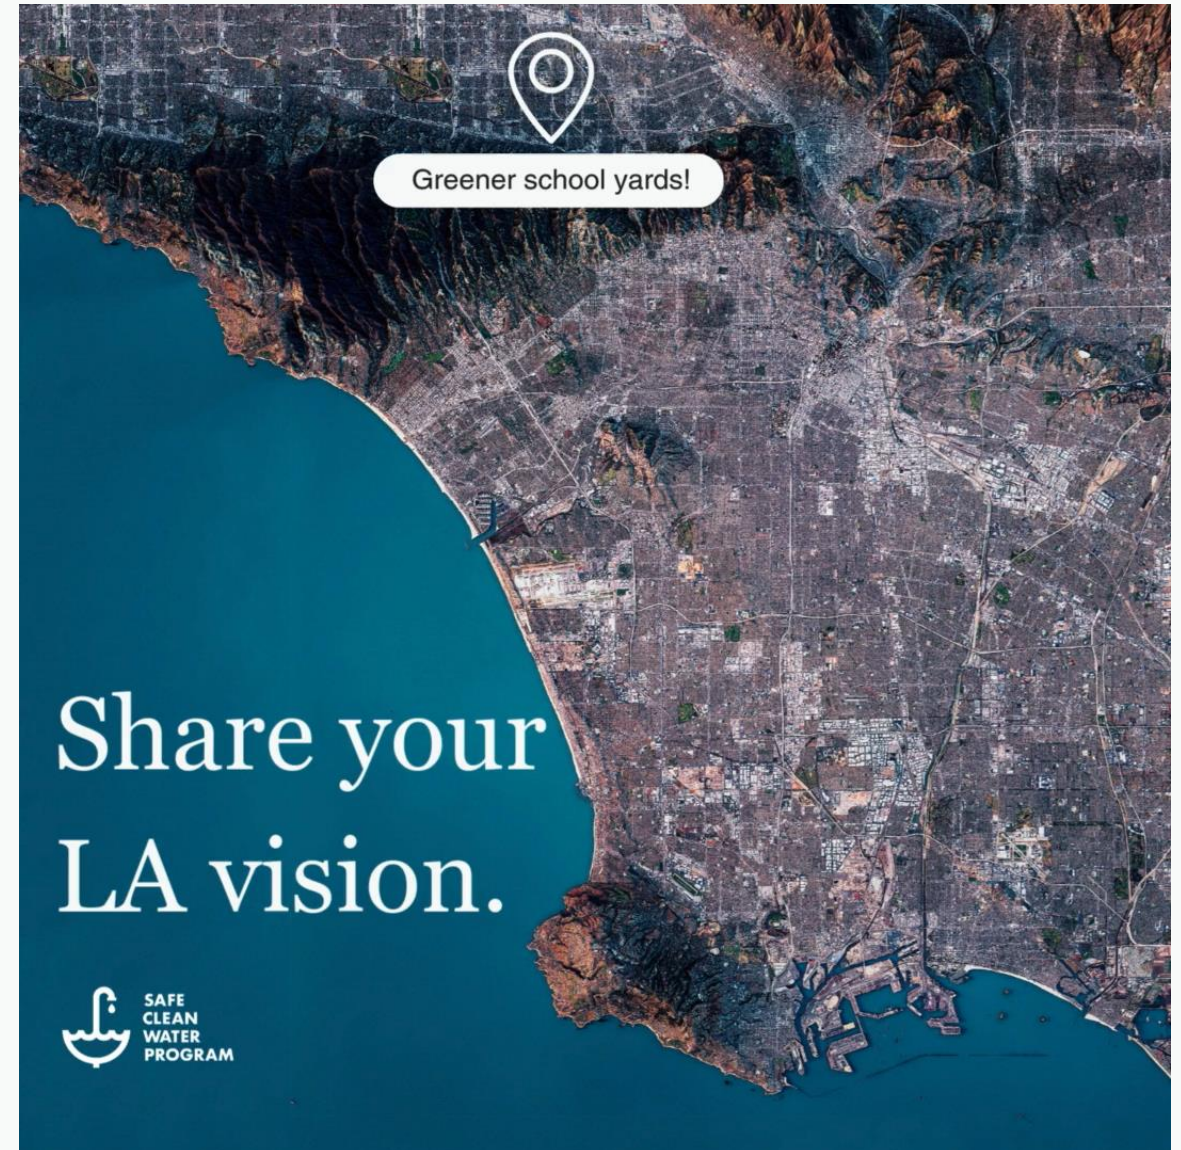 Greener school yards!
Share your
LA vision.
SAFE
CLEAN
WATER
PROGRAM